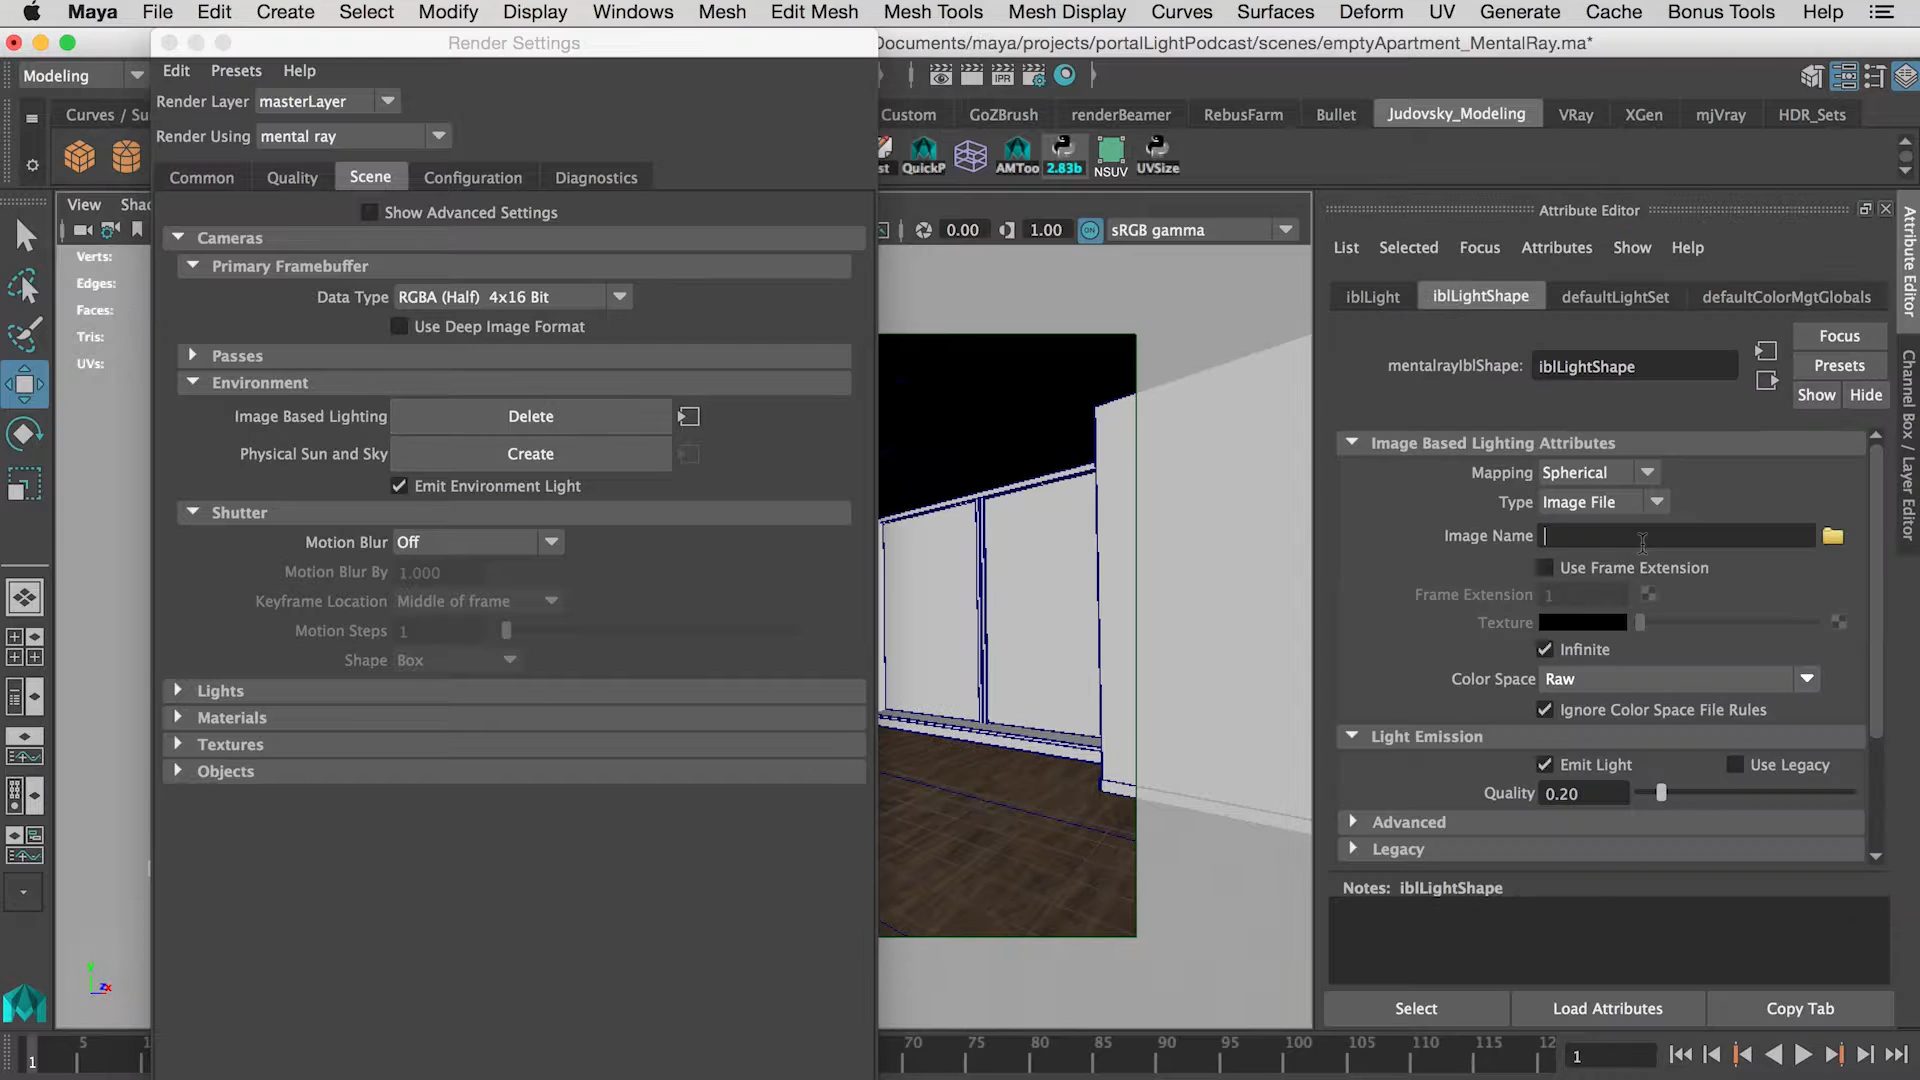 Maya File Edit Create Select Modify Display Windows Mesh Edit Mesh Mesh Tools Mesh Display Curves Surfaces Deform UV Generate Cache Bonus Tools Help
Render Settings
Documents/maya/projects/portalLightPodcast/scenes/emptyApartment_MentalRay.ma*
Modeling
Edit Presets Help
IPR
Render Layer masterLayer
Render Using mental ray
Curves / Su
Custom GoZBrush renderBeamer RebusFarm Bullet Judovsky_Modeling VRay XGen mjVray HDR_Sets
st QuickP AMToo 2.83b NSUV UVSize
Common Quality Scene Configuration Diagnostics
View Sha
Show Advanced Settings
Cameras
Primary Framebuffer
Data Type RGBA (Half) 4x16 Bit
Use Deep Image Format
Passes
Environment
Image Based Lighting Delete
Physical Sun and Sky Create
Emit Environment Light
Shutter
Motion Blur Off
Motion Blur By 1.000
Keyframe Location Middle of frame
Motion Steps 1
Shape Box
Lights
Materials
Textures
Objects
Verts:
Edges:
Faces:
Tris:
UVs:
0.00 1.00 ON sRGB gamma
Attribute Editor
List Selected Focus Attributes Show Help
iblLight iblLightShape defaultLightSet defaultColorMgtGlobals
mentalrayIblShape: iblLightShape
Focus
Presets
Show Hide
Image Based Lighting Attributes
Mapping Spherical
Type Image File
Image Name
Use Frame Extension
Frame Extension 1
Texture
Infinite
Color Space Raw
Ignore Color Space File Rules
Light Emission
Emit Light Use Legacy
Quality 0.20
Advanced
Legacy
Notes: iblLightShape
Select Load Attributes Copy Tab
Attribute Editor
Channel Box / Layer Editor
y
zx
1 5 1 70 75 80 85 90 95 100 105 110 115 12
1